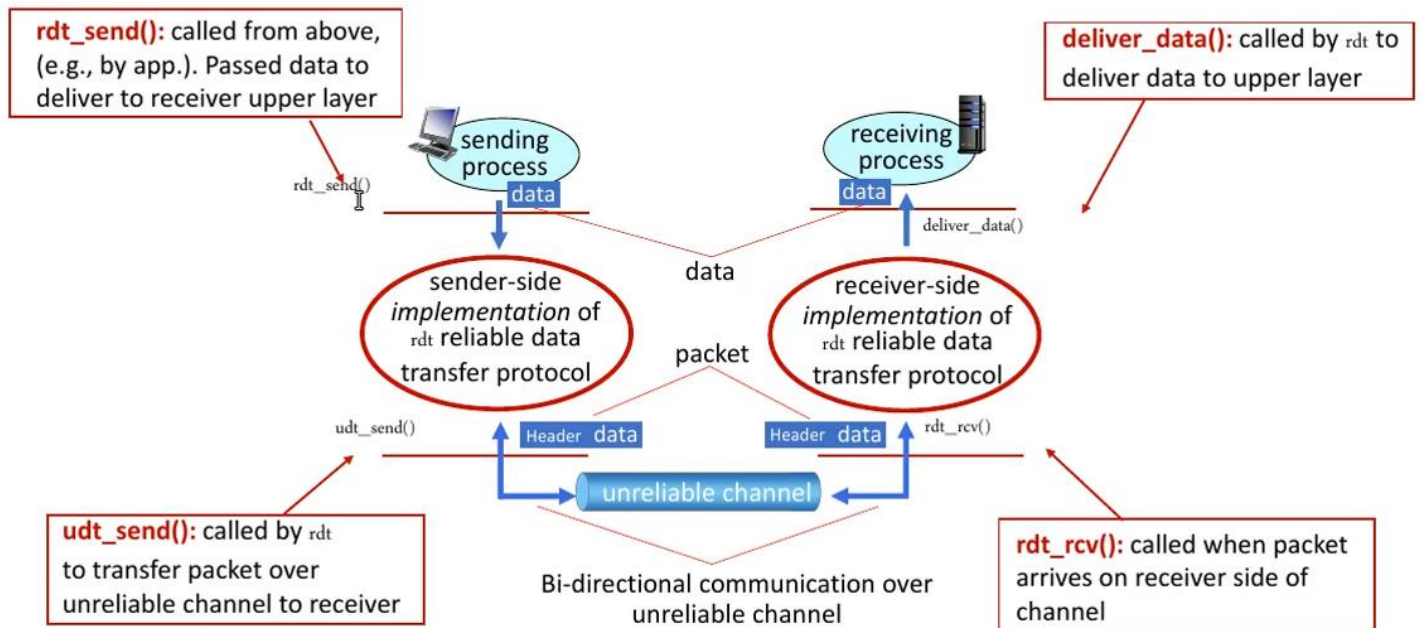 rdt_send(): called from above,
(e.g., by app.). Passed data to
deliver to receiver upper layer
deliver_data(): called by rdt to
deliver data to upper layer
sending
process
receiving
process
rdt_send()
data
data
deliver_data()
data
sender-side
implementation of
rdt reliable data
transfer protocol
receiver-side
implementation of
rdt reliable data
transfer protocol
packet
udt_send()
Header data
Header data
rdt_rcv()
unreliable channel
udt_send(): called by rdt
to transfer packet over
unreliable channel to receiver
Bi-directional communication over
unreliable channel
rdt_rcv(): called when packet
arrives on receiver side of
channel